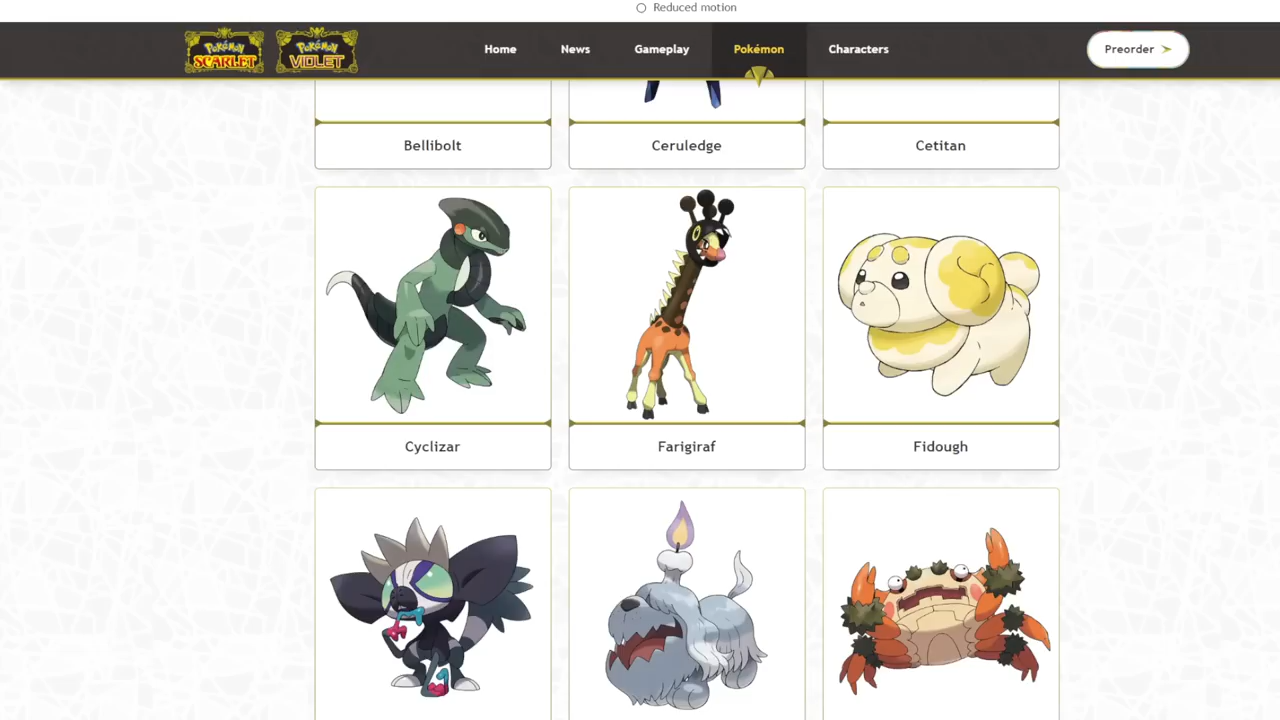 Reduced motion
Pokémon SCARLET Pokémon VIOLET Home News Gameplay Pokémon Characters Preorder
Bellibolt Ceruledge Cetitan
Cyclizar Farigiraf Fidough